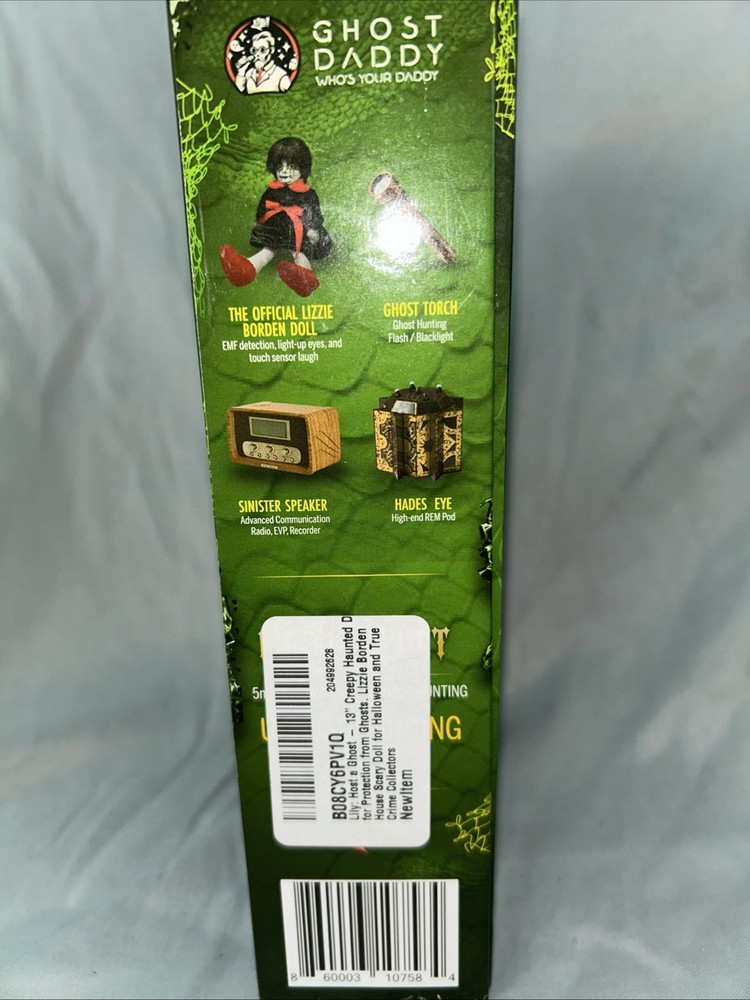 GHOST
DADDY
WHO'S YOUR DADDY
THE OFFICIAL LIZZIE
BORDEN DOLL
EMF detection, light-up eyes, and
touch sensor laugh
GHOST TORCH
Ghost Hunting
Flash / Blacklight
SINISTER SPEAKER
Advanced Communication
Radio, EVP, Recorder
HADES EYE
High-end REM Pod
204992628
B08CY6PV1Q
Lily: Host a Ghost – 13" Creepy Haunted D
for Protection from Ghosts. Lizzie Borden
House Scary Doll for Halloween and True
Crime Collectors
NewItem
8 60003 10758 4